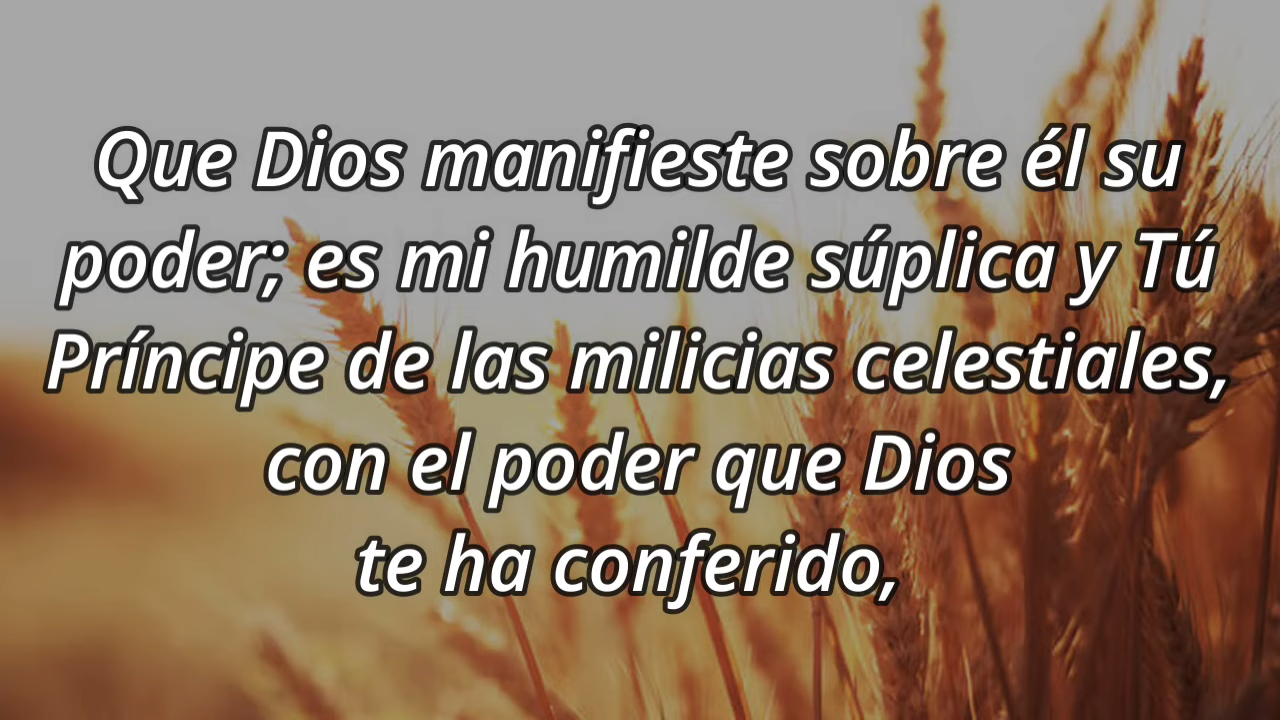 Que Dios manifieste sobre él su
poder; es mi humilde súplica y Tú
Príncipe de las milicias celestiales,
con el poder que Dios
te ha conferido,